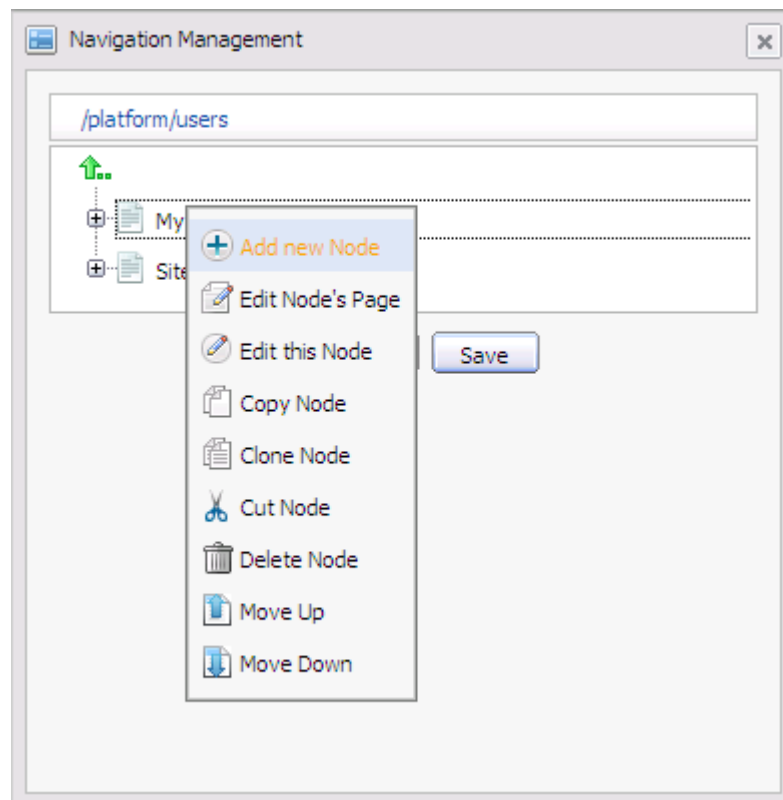 Navigation Management
/platform/users
My
Site
Add new Node
Edit Node's Page
Edit this Node
Save
Copy Node
Clone Node
Cut Node
Delete Node
Move Up
Move Down